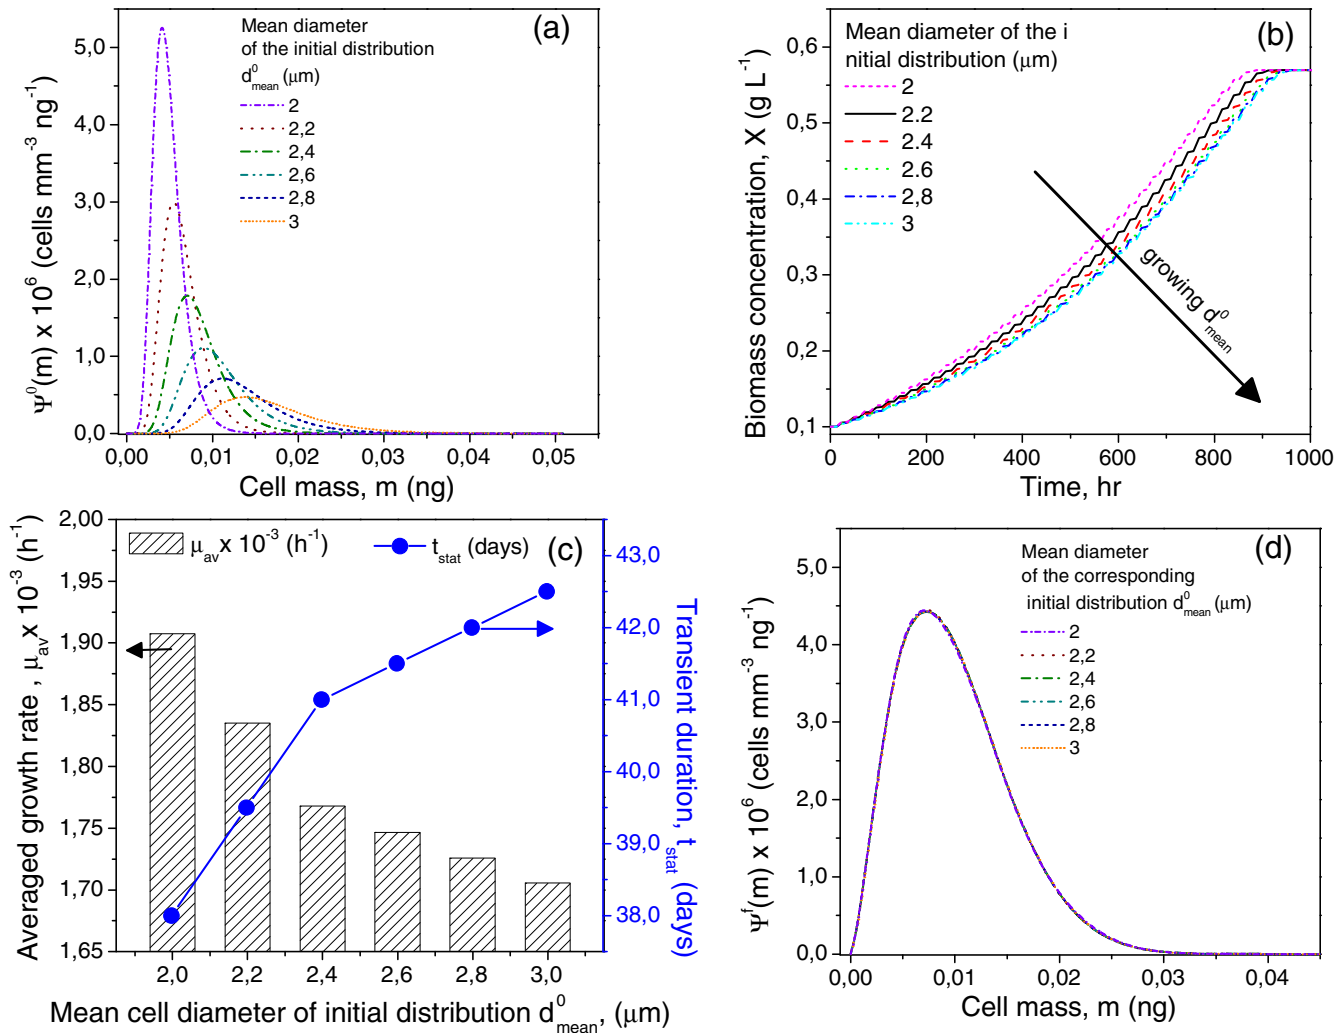 (a)
Mean diameter
of the initial distribution
d⁰mean (μm)
2
2,2
2,4
2,6
2,8
3
5,0
4,0
3,0
2,0
1,0
0,0
Ψ⁰(m) x 10⁶ (cells mm⁻³ ng⁻¹)
0,00 0,01 0,02 0,03 0,04 0,05
Cell mass, m (ng)
(b)
Mean diameter of the i
nitial distribution (μm)
2
2.2
2.4
2.6
2,8
3
growing d⁰mean
0,6
0,5
0,4
0,3
0,2
0,1
Biomass concentration, X (g L⁻¹)
0 200 400 600 800 1000
Time, hr
(c)
μav x 10⁻³ (h⁻¹)
tstat (days)
2,00
1,95
1,90
1,85
1,80
1,75
1,70
1,65
Averaged growth rate , μav x 10⁻³ (h⁻¹)
43,0
42,0
41,0
40,0
39,0
38,0
Transient duration, tstat (days)
2,0 2,2 2,4 2,6 2,8 3,0
Mean cell diameter of initial distribution d⁰mean, (μm)
(d)
Mean diameter
of the corresponding
initial distribution d⁰mean (μm)
2
2,2
2,4
2,6
2,8
3
5,0
4,0
3,0
2,0
1,0
0,0
Ψᶠ(m) x 10⁶ (cells mm⁻³ ng⁻¹)
0,00 0,01 0,02 0,03 0,04
Cell mass, m (ng)